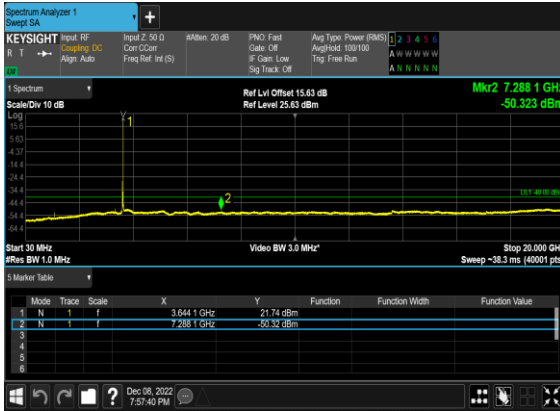 Spectrum Analyzer 1
Swept SA
+
KEYSIGHT
R T
Input: RF
Coupling: DC
Align: Auto
Input Z: 50 Ω
Corr CCorr
Freq Ref: Int (S)
#Atten: 20 dB
PNO: Fast
Gate: Off
IF Gain: Low
Sig Track: Off
Avg Type: Power (RMS)
Avg|Hold: 100/100
Trig: Free Run
1 2 3 4 5 6
A W W W W W
A N N N N N
1 Spectrum
Scale/Div 10 dB
Ref Lvl Offset 15.63 dB
Ref Level 25.63 dBm
Mkr2 7.288 1 GHz
-50.323 dBm
Log
15.6
5.63
-4.37
-14.4
-24.4
-34.4
-44.4
-54.4
-64.4
1
2
DL1 -40.00 dBm
Start 30 MHz
#Res BW 1.0 MHz
Video BW 3.0 MHz*
Stop 20.000 GH
Sweep ~38.3 ms (40001 pts
5 Marker Table
Mode Trace Scale X Y Function Function Width Function Value
1 N 1 f 3.644 1 GHz 21.74 dBm
2 N 1 f 7.288 1 GHz -50.32 dBm
3
4
5
6
?
Dec 08, 2022
7:57:40 PM